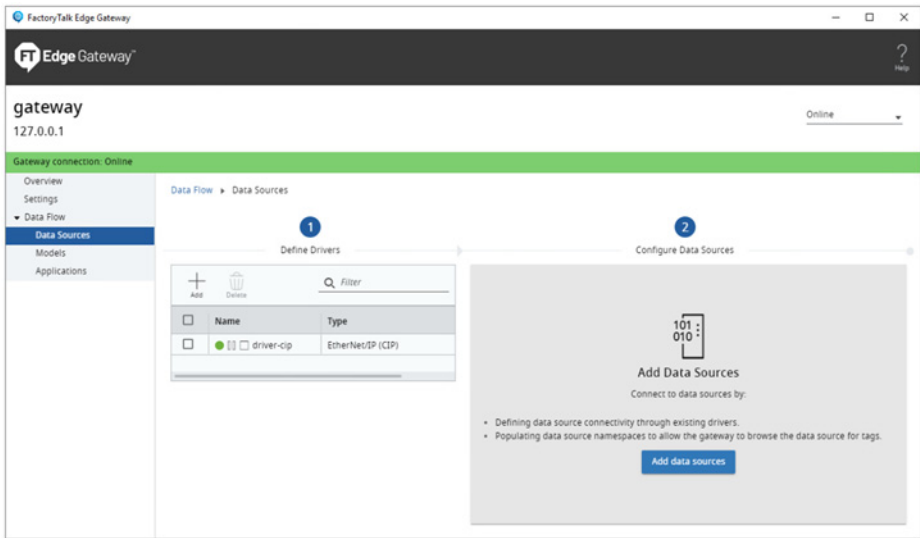 FactoryTalk Edge Gateway
FT Edge Gateway™
Help
gateway
127.0.0.1
Online
Gateway connection: Online
Overview
Settings
Data Flow
Data Sources
Models
Applications
Data Flow Data Sources
1
Define Drivers
2
Configure Data Sources
Add
Delete
Filter
Name Type
driver-cip EtherNet/IP (CIP)
101
010
Add Data Sources
Connect to data sources by:
• Defining data source connectivity through existing drivers.
• Populating data source namespaces to allow the gateway to browse the data source for tags.
Add data sources